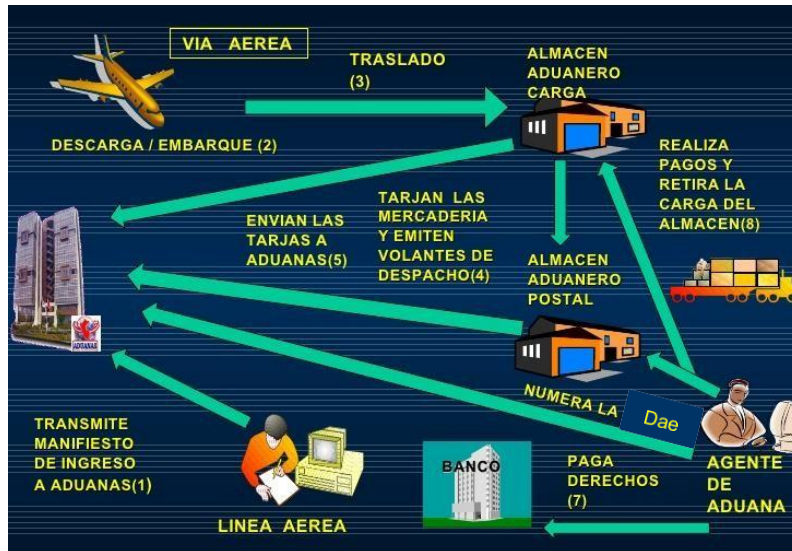 VIA AEREA
TRASLADO
(3)
ALMACEN
ADUANERO
CARGA
DESCARGA / EMBARQUE (2)
REALIZA
PAGOS Y
RETIRA LA
CARGA DEL
ALMACEN(8)
TARJAN LAS
MERCADERIA
Y EMITEN
VOLANTES DE
DESPACHO(4)
ENVIAN LAS
TARJAS A
ADUANAS(5)
ALMACEN
ADUANERO
POSTAL
ADUANAS
NUMERA LA
Dae
TRANSMITE
MANIFIESTO
DE INGRESO
A ADUANAS(1)
LINEA AEREA
BANCO
PAGA
DERECHOS
(7)
AGENTE
DE
ADUANA